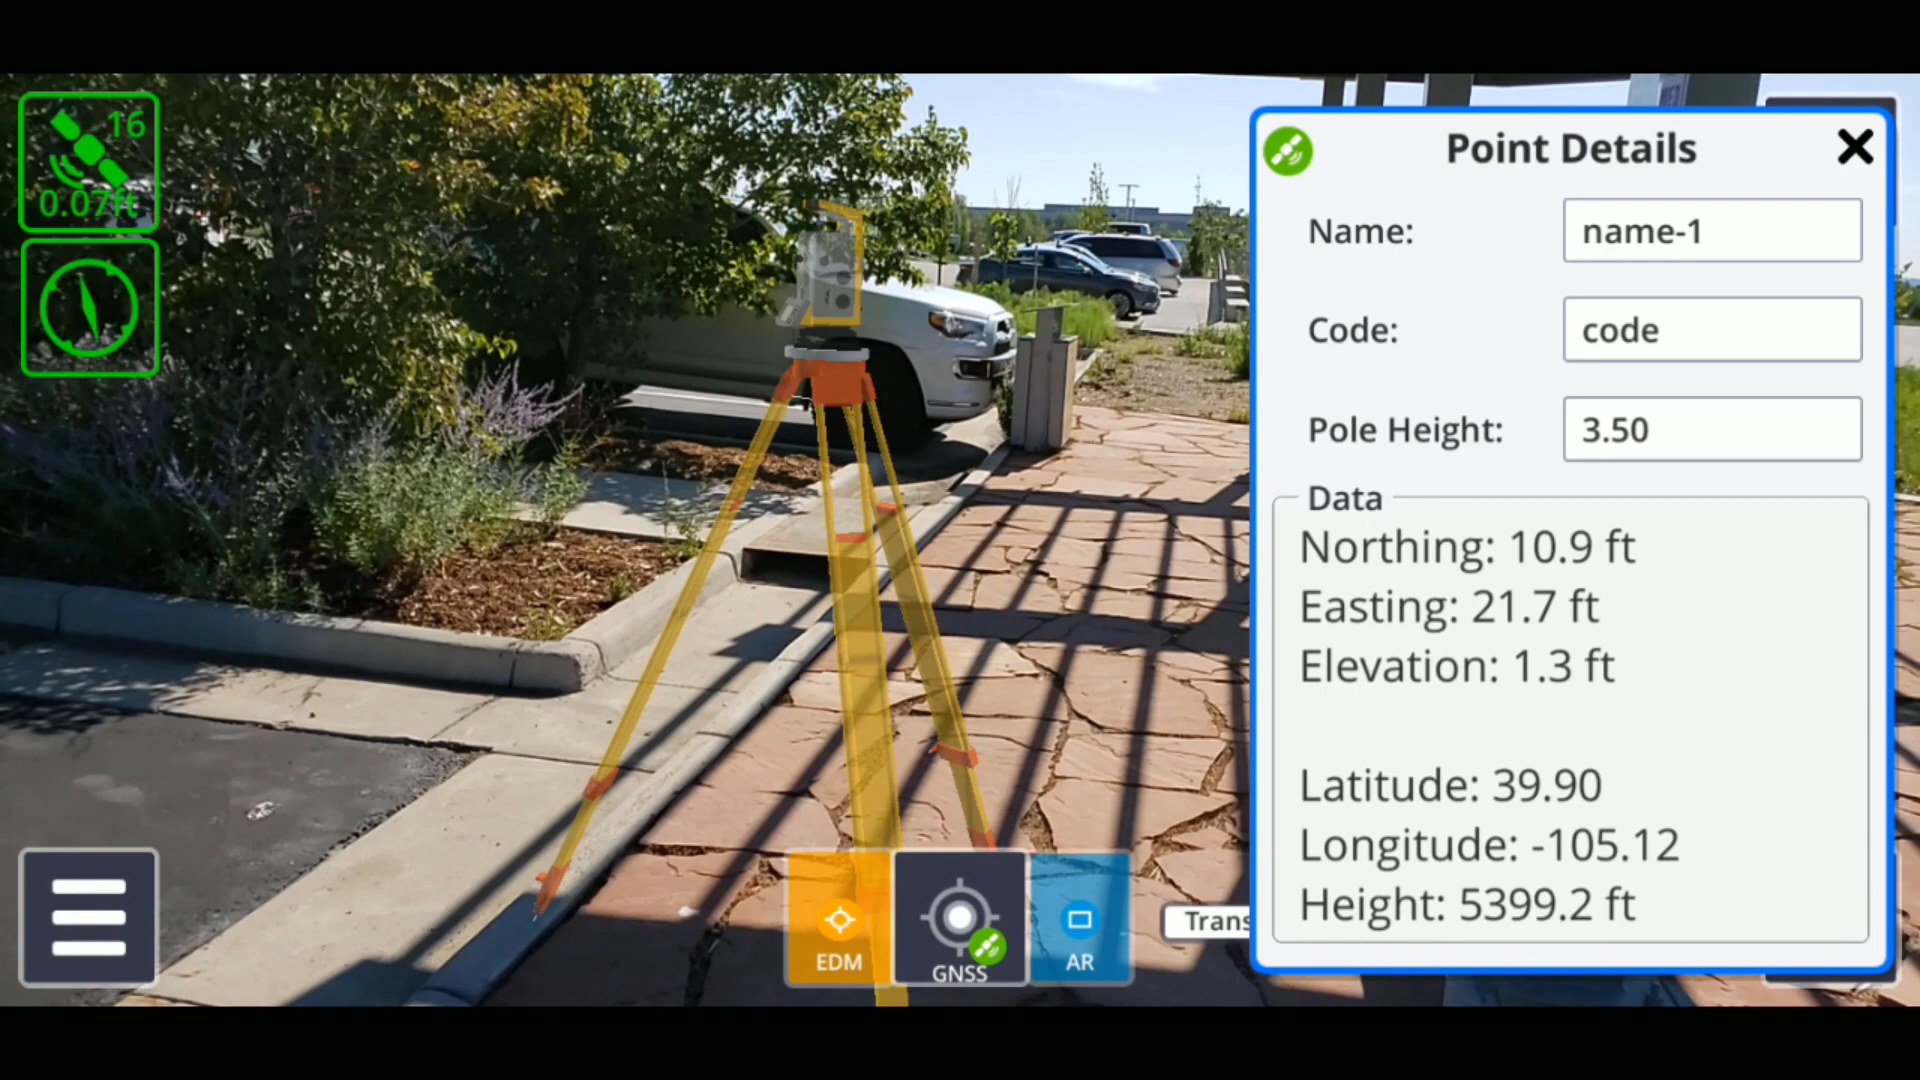 16
0.07ft
Point Details
Name: name-1
Code: code
Pole Height: 3.50
Data
Northing: 10.9 ft
Easting: 21.7 ft
Elevation: 1.3 ft
Latitude: 39.90
Longitude: -105.12
Height: 5399.2 ft
EDM
GNSS
AR
Trans